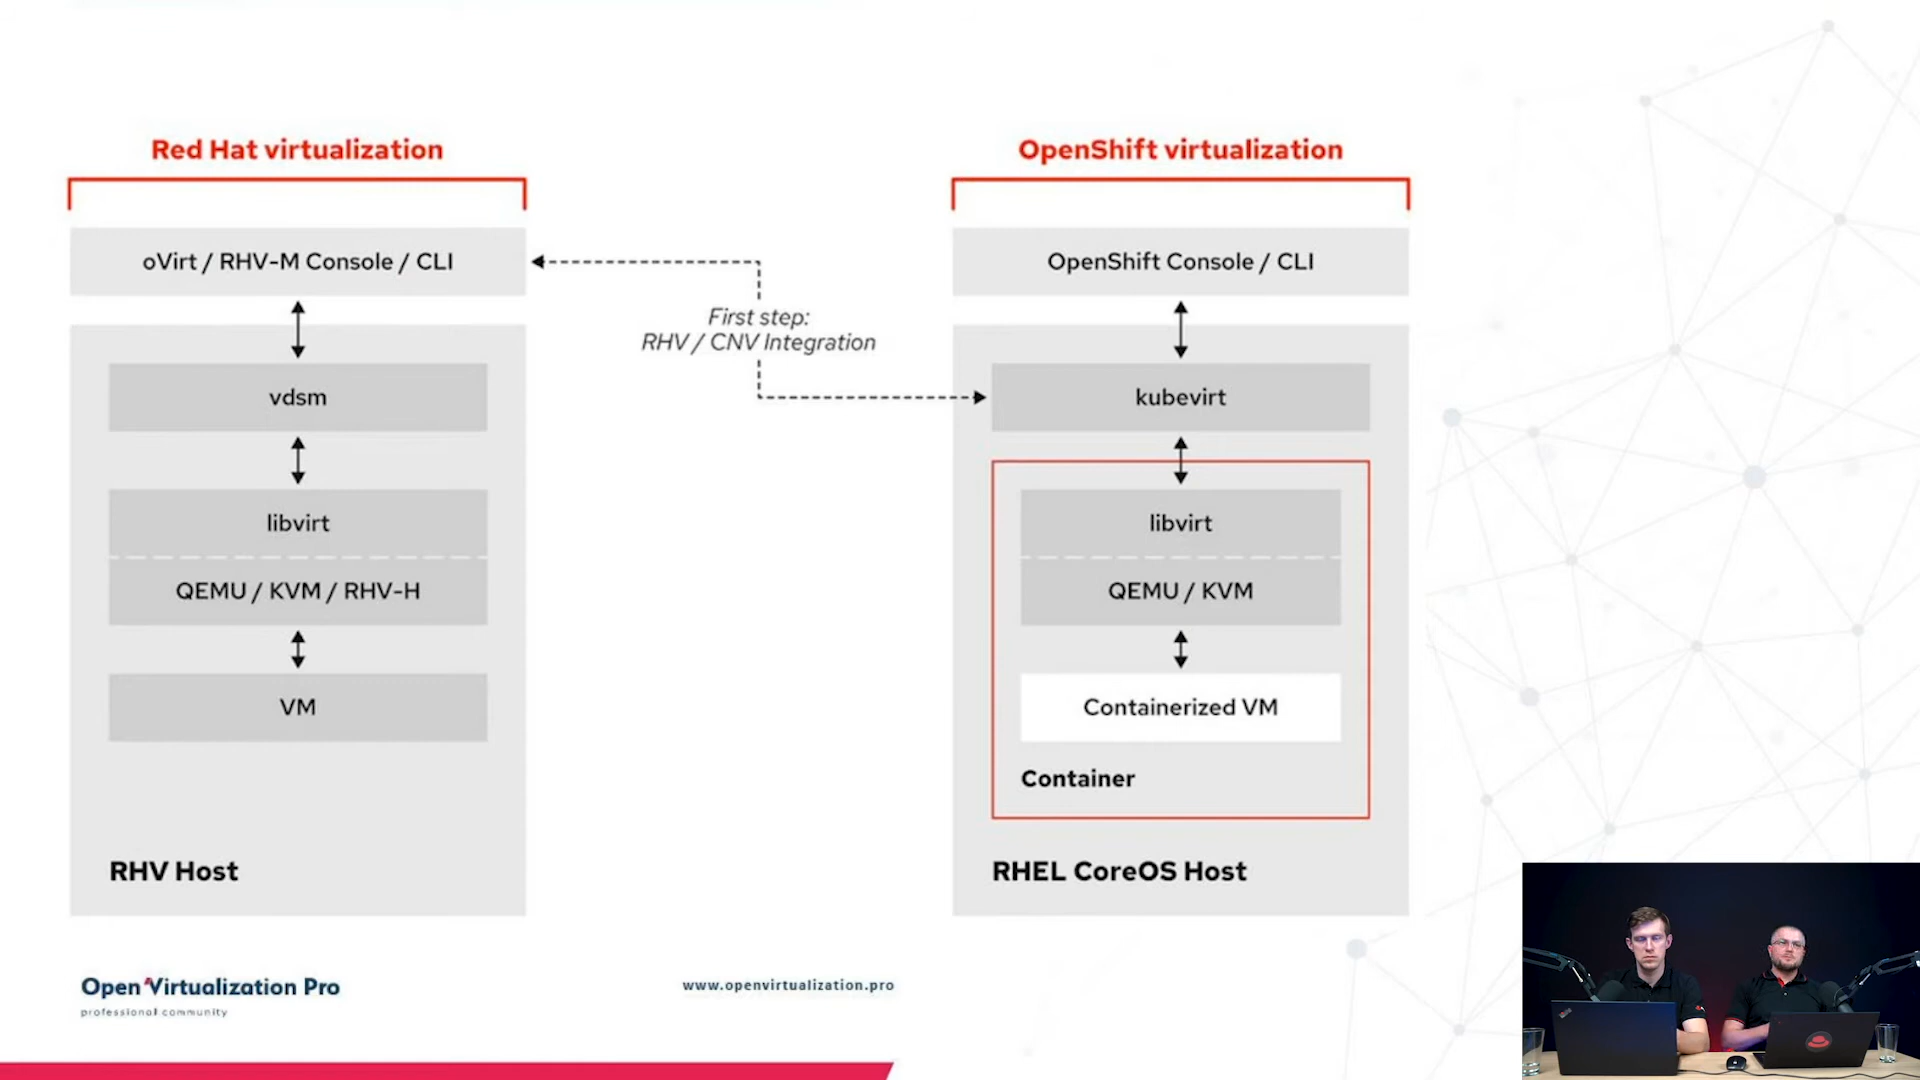 Red Hat virtualization
oVirt / RHV-M Console / CLI
vdsm
libvirt
QEMU / KVM / RHV-H
VM
RHV Host
First step:
RHV / CNV Integration
OpenShift virtualization
OpenShift Console / CLI
kubevirt
libvirt
QEMU / KVM
Containerized VM
Container
RHEL CoreOS Host
Open Virtualization Pro
professional community
www.openvirtualization.pro